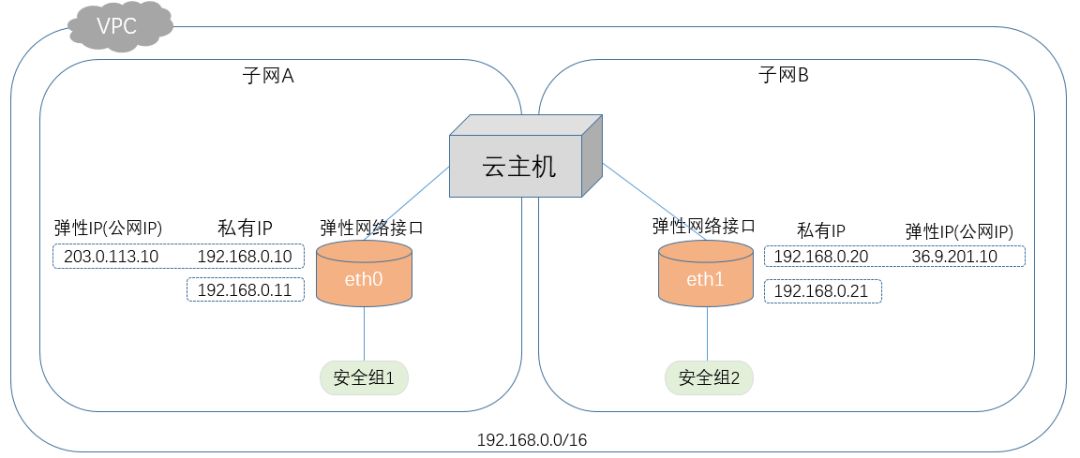 VPC
子网A
子网B
云主机
弹性IP(公网IP)
私有IP
弹性网络接口
203.0.113.10
192.168.0.10
192.168.0.11
eth0
安全组1
弹性网络接口
私有IP
弹性IP(公网IP)
192.168.0.20
36.9.201.10
192.168.0.21
eth1
安全组2
192.168.0.0/16